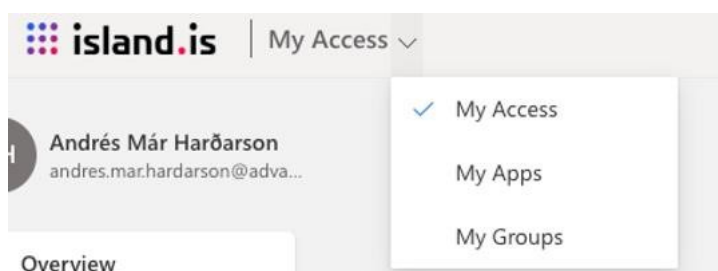 island.is | My Access
My Access
My Apps
My Groups
H
Andrés Már Harðarson
andres.mar.hardarson@adva...
Overview